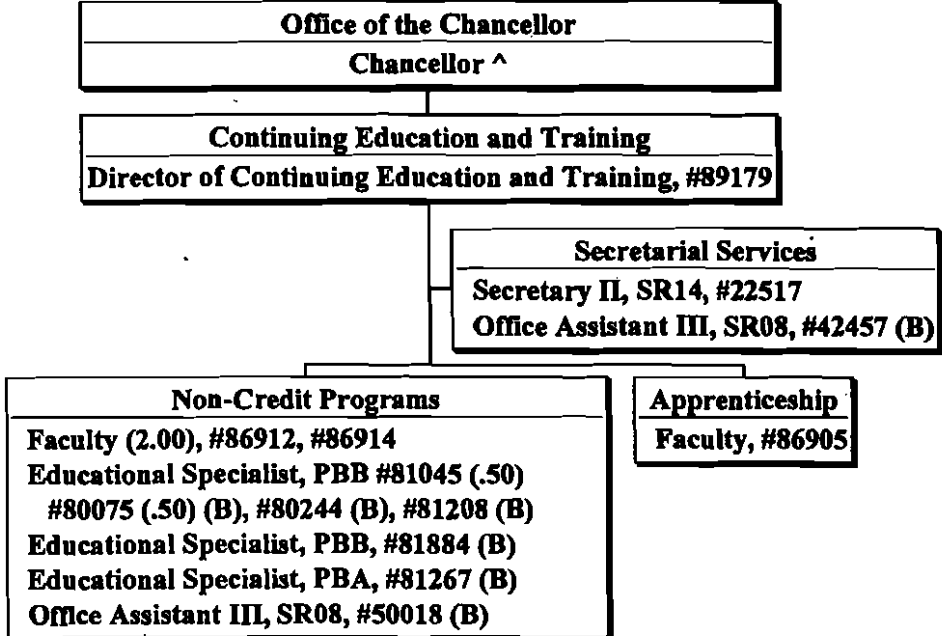 Office of the Chancellor
Chancellor ^
Continuing Education and Training
Director of Continuing Education and Training, #89179
Secretarial Services
Secretary II, SR14, #22517
Office Assistant III, SR08, #42457 (B)
Non-Credit Programs
Faculty (2.00), #86912, #86914
Educational Specialist, PBB #81045 (.50)
#80075 (.50) (B), #80244 (B), #81208 (B)
Educational Specialist, PBB, #81884 (B)
Educational Specialist, PBA, #81267 (B)
Office Assistant III, SR08, #50018 (B)
Apprenticeship
Faculty, #86905